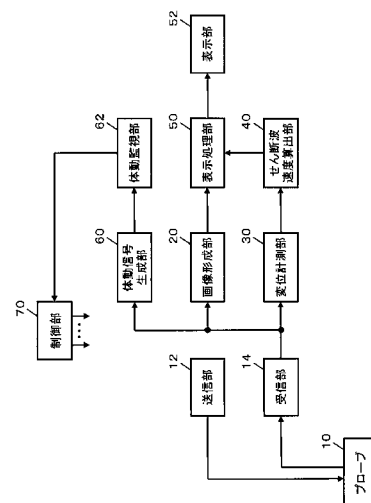 52
表示部
62
体動監視部
50
表示処理部
40
せん断波
速度算出部
60
体動信号
生成部
20
画像形成部
30
変位計測部
70
制御部
12
送信部
14
受信部
10
プローブ